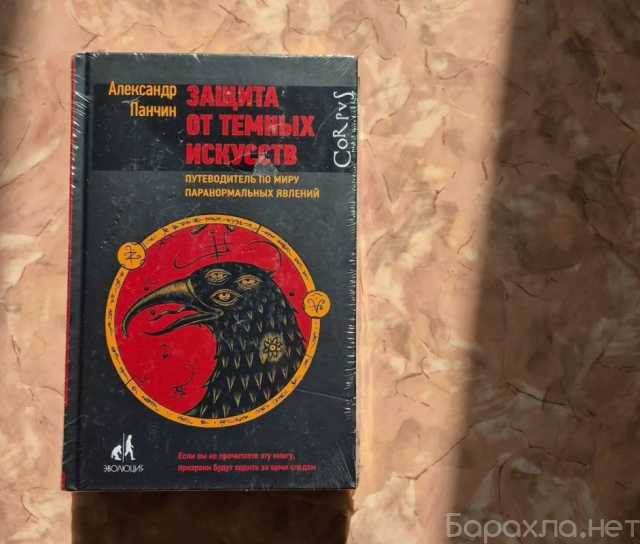 Александр
Панчин
ЗАЩИТА
ОТ ТЕМНЫХ
ИСКУССТВ
ПУТЕВОДИТЕЛЬ ПО МИРУ
ПАРАНОРМАЛЬНЫХ ЯВЛЕНИЙ
CORPVS
ЭВОЛЮЦИЯ
Если вы не прочитаете эту книгу,
призраки будут ходить за вами следом
Барахла.нет